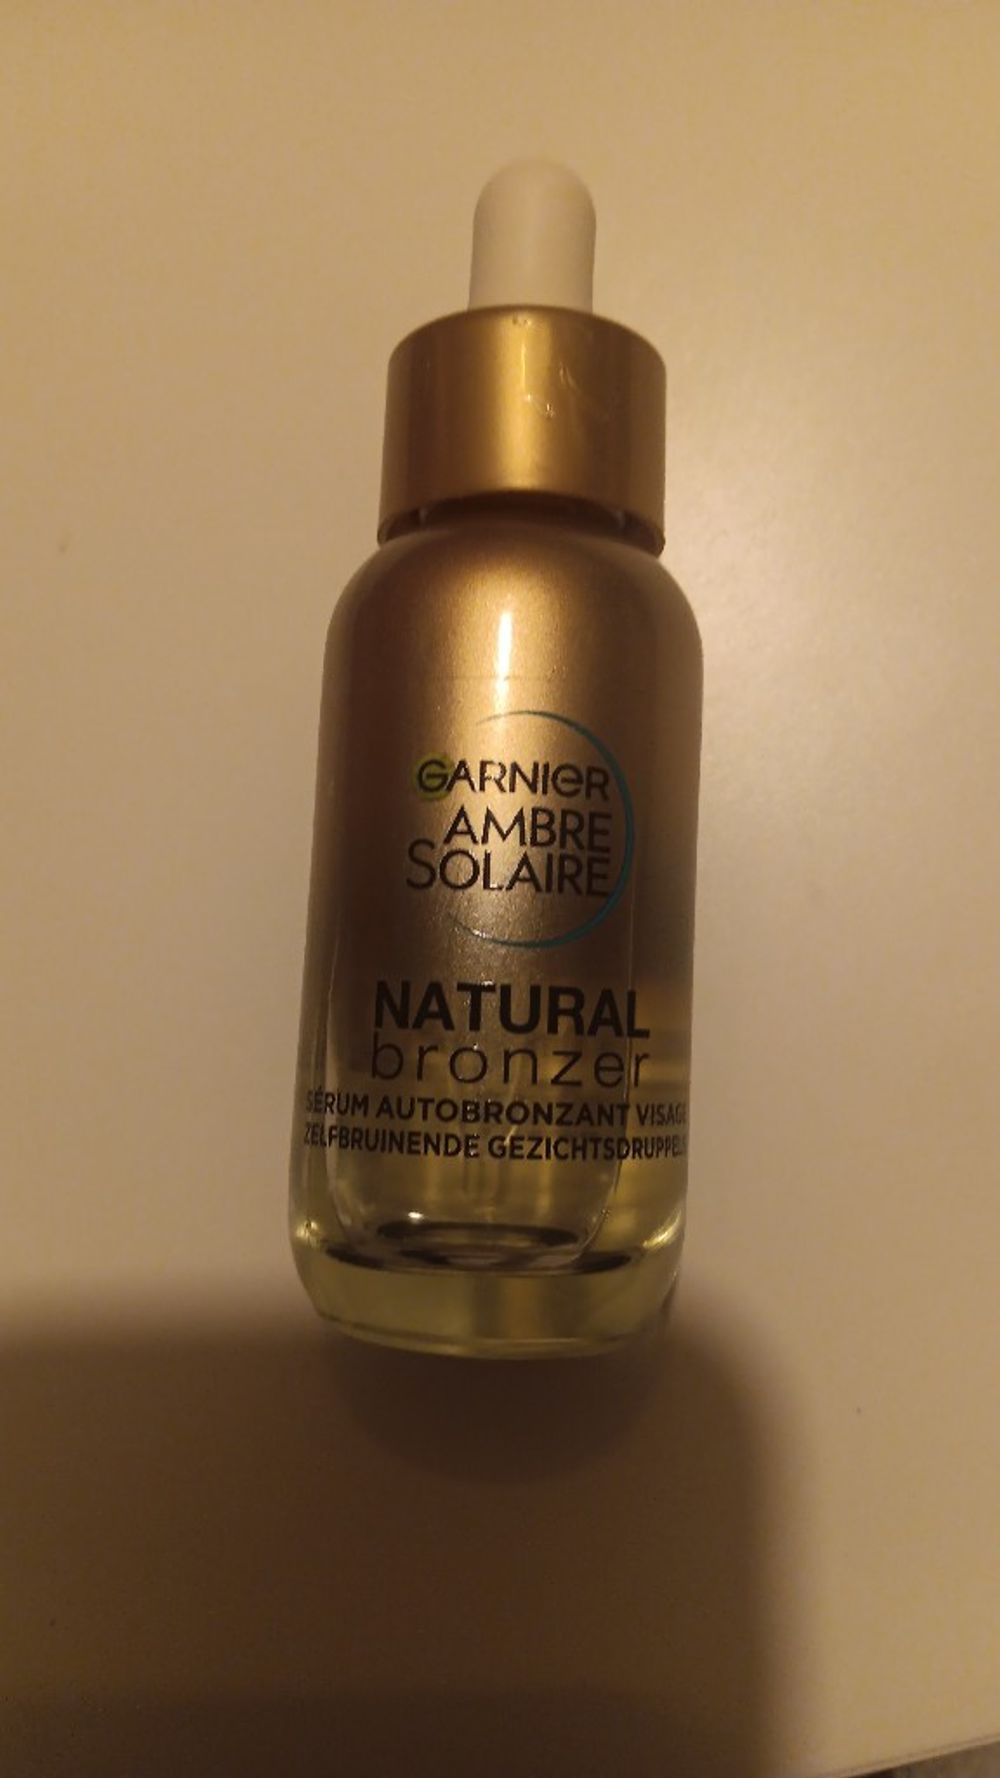 GARNIER
AMBRE
SOLAIRE
NATURAL
bronzer
SÉRUM AUTOBRONZANT VISAGE
ZELFBRUINENDE GEZICHTSDRUPPELS